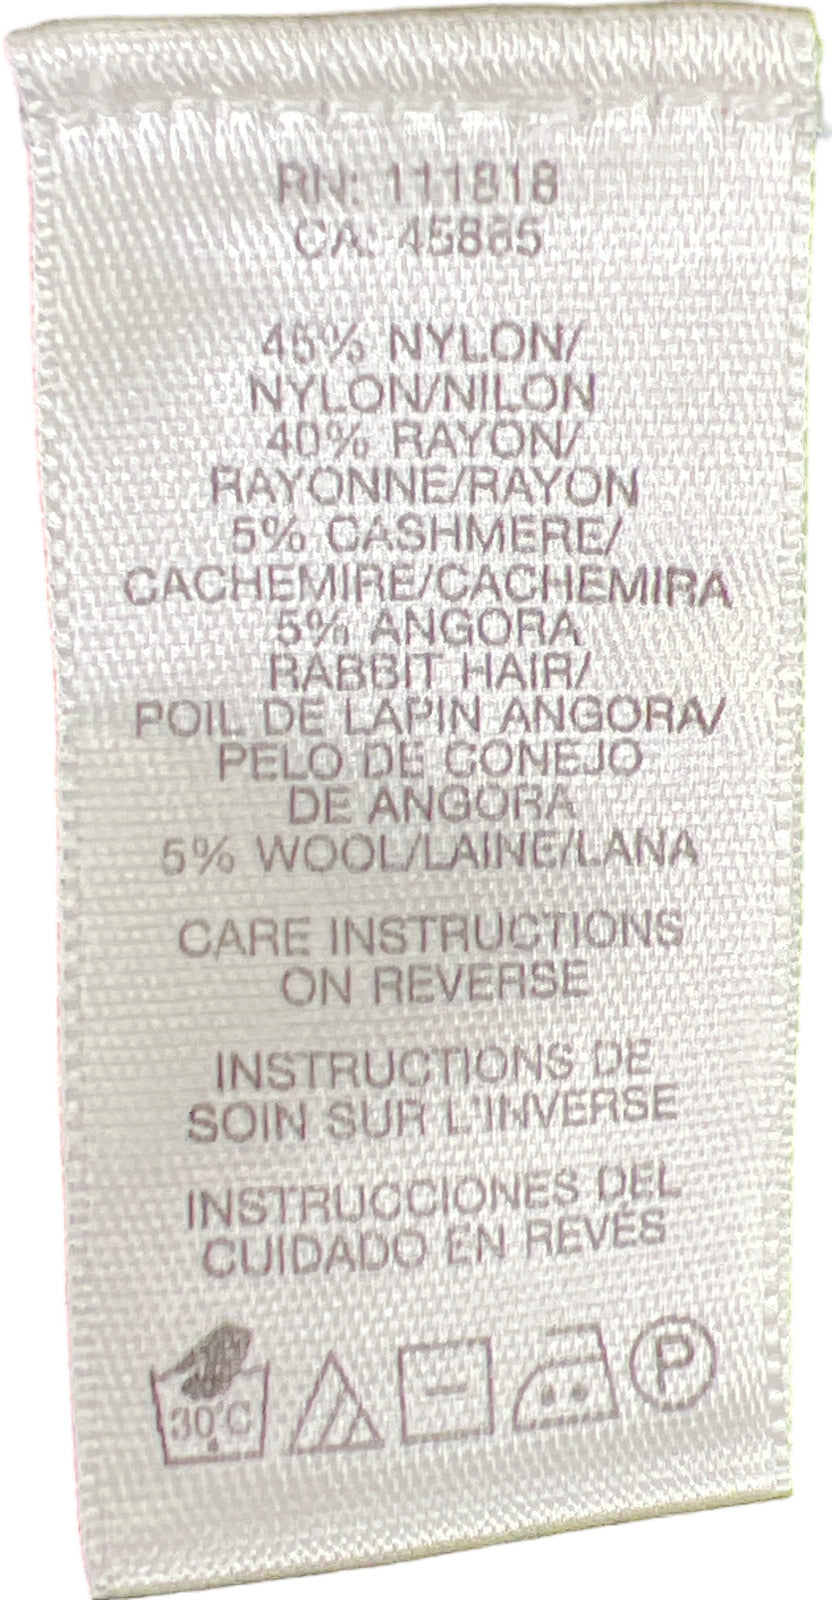 RN: 111818
CA: 45865
45% NYLON/
NYLON/NILON
40% RAYON/
RAYONNE/RAYON
5% CASHMERE/
CACHEMIRE/CACHEMIRA
5% ANGORA
RABBIT HAIR/
POIL DE LAPIN ANGORA/
PELO DE CONEJO
DE ANGORA
5% WOOL/LAINE/LANA
CARE INSTRUCTIONS
ON REVERSE
INSTRUCTIONS DE
SOIN SUR L'INVERSE
INSTRUCCIONES DEL
CUIDADO EN REVÉS
30°C P